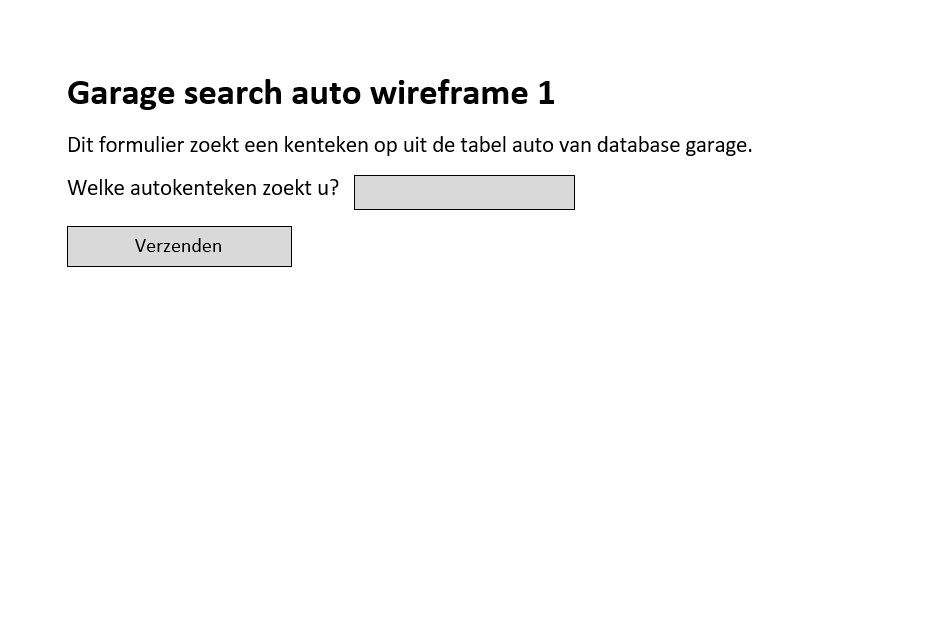 Garage search auto wireframe 1
Dit formulier zoekt een kenteken op uit de tabel auto van database garage.
Welke autokenteken zoekt u?
Verzenden